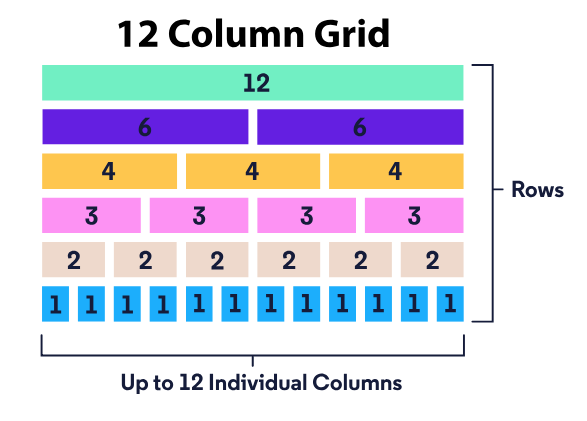 12 Column Grid
12
6 6
4 4 4
3 3 3 3
2 2 2 2 2 2
1 1 1 1 1 1 1 1 1 1 1 1
Rows
Up to 12 Individual Columns